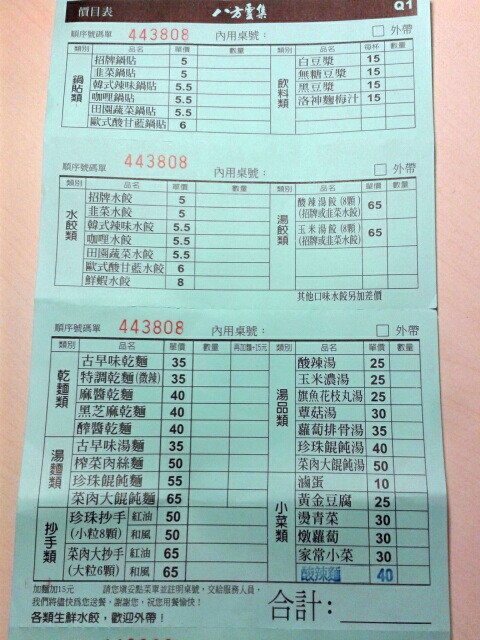 價目表 八方雲集 Q1
順序號碼單 443808 內用桌號： □ 外帶
類別 品名 單價 數量 類別 品名 每杯 數量
鍋貼類 飲料類
招牌鍋貼 5 白豆漿 15
韭菜鍋貼 5 無糖豆漿 15
韓式辣味鍋貼 5.5 黑豆漿 15
咖哩鍋貼 5.5 洛神麴梅汁 15
田園蔬菜鍋貼 5.5
歐式酸甘藍鍋貼 6
順序號碼單 443808 內用桌號： □ 外帶
類別 品名 單價 數量 類別 品名 單價 數量
水餃類 湯餃類
招牌水餃 5 酸辣湯餃(8顆) (招牌或韭菜水餃) 65
韭菜水餃 5 玉米湯餃(8顆) (招牌或韭菜水餃) 65
韓式辣味水餃 5.5
咖哩水餃 5.5
田園蔬菜水餃 5.5
歐式酸甘藍水餃 6
鮮蝦水餃 8
其他口味水餃另加差價
順序號碼單 443808 內用桌號： □ 外帶
類別 品名 單價 數量 再加麵+15元 類別 品名 單價 數量
乾麵類 湯品類
古早味乾麵 35 酸辣湯 25
特調乾麵(微辣) 35 玉米濃湯 25
麻醬乾麵 40 旗魚花枝丸湯 25
黑芝麻乾麵 40 蕈菇湯 30
醡醬乾麵 40 蘿蔔排骨湯 35
湯麵類
古早味湯麵 35 珍珠餛飩湯 40
榨菜肉絲麵 50 菜肉大餛飩湯 50
小菜類
珍珠餛飩麵 55 滷蛋 10
菜肉大餛飩麵 65 黃金豆腐 25
抄手類
珍珠抄手 紅油 50 燙青菜 30
(小粒8顆) 和風 50 燉蘿蔔 30
菜肉大抄手 紅油 65 家常小菜 30
(大粒6顆) 和風 65 酸辣麵 40
加麵加15元 請您填妥點菜單並註明桌號，交給服務人員，
我們將儘快為您送餐，謝謝您，祝您用餐愉快！
各類生鮮水餃，歡迎外帶！ 合計：